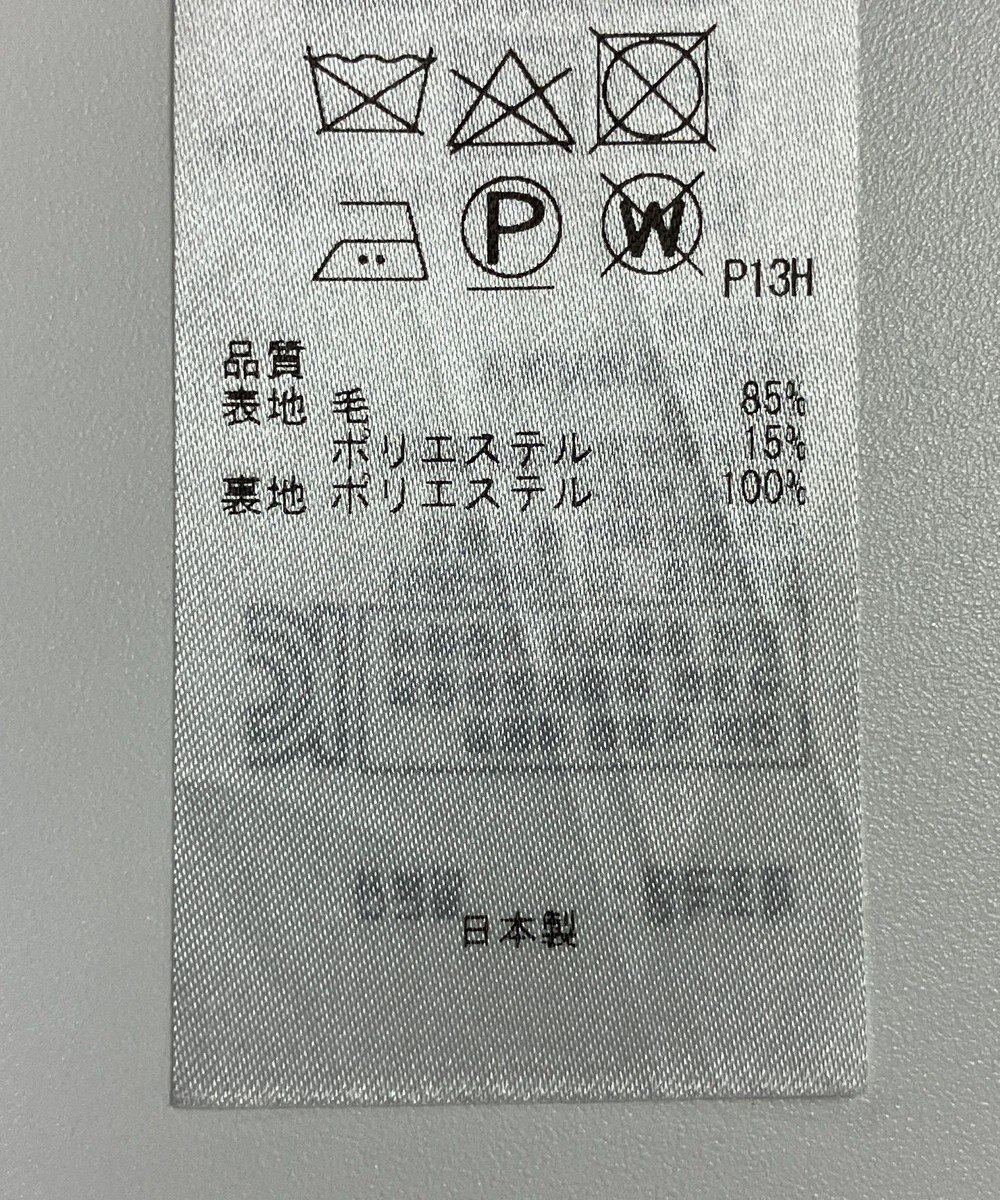 P W P13H
品質
表地 毛 85%
ポリエステル 15%
裏地 ポリエステル 100%
日本製